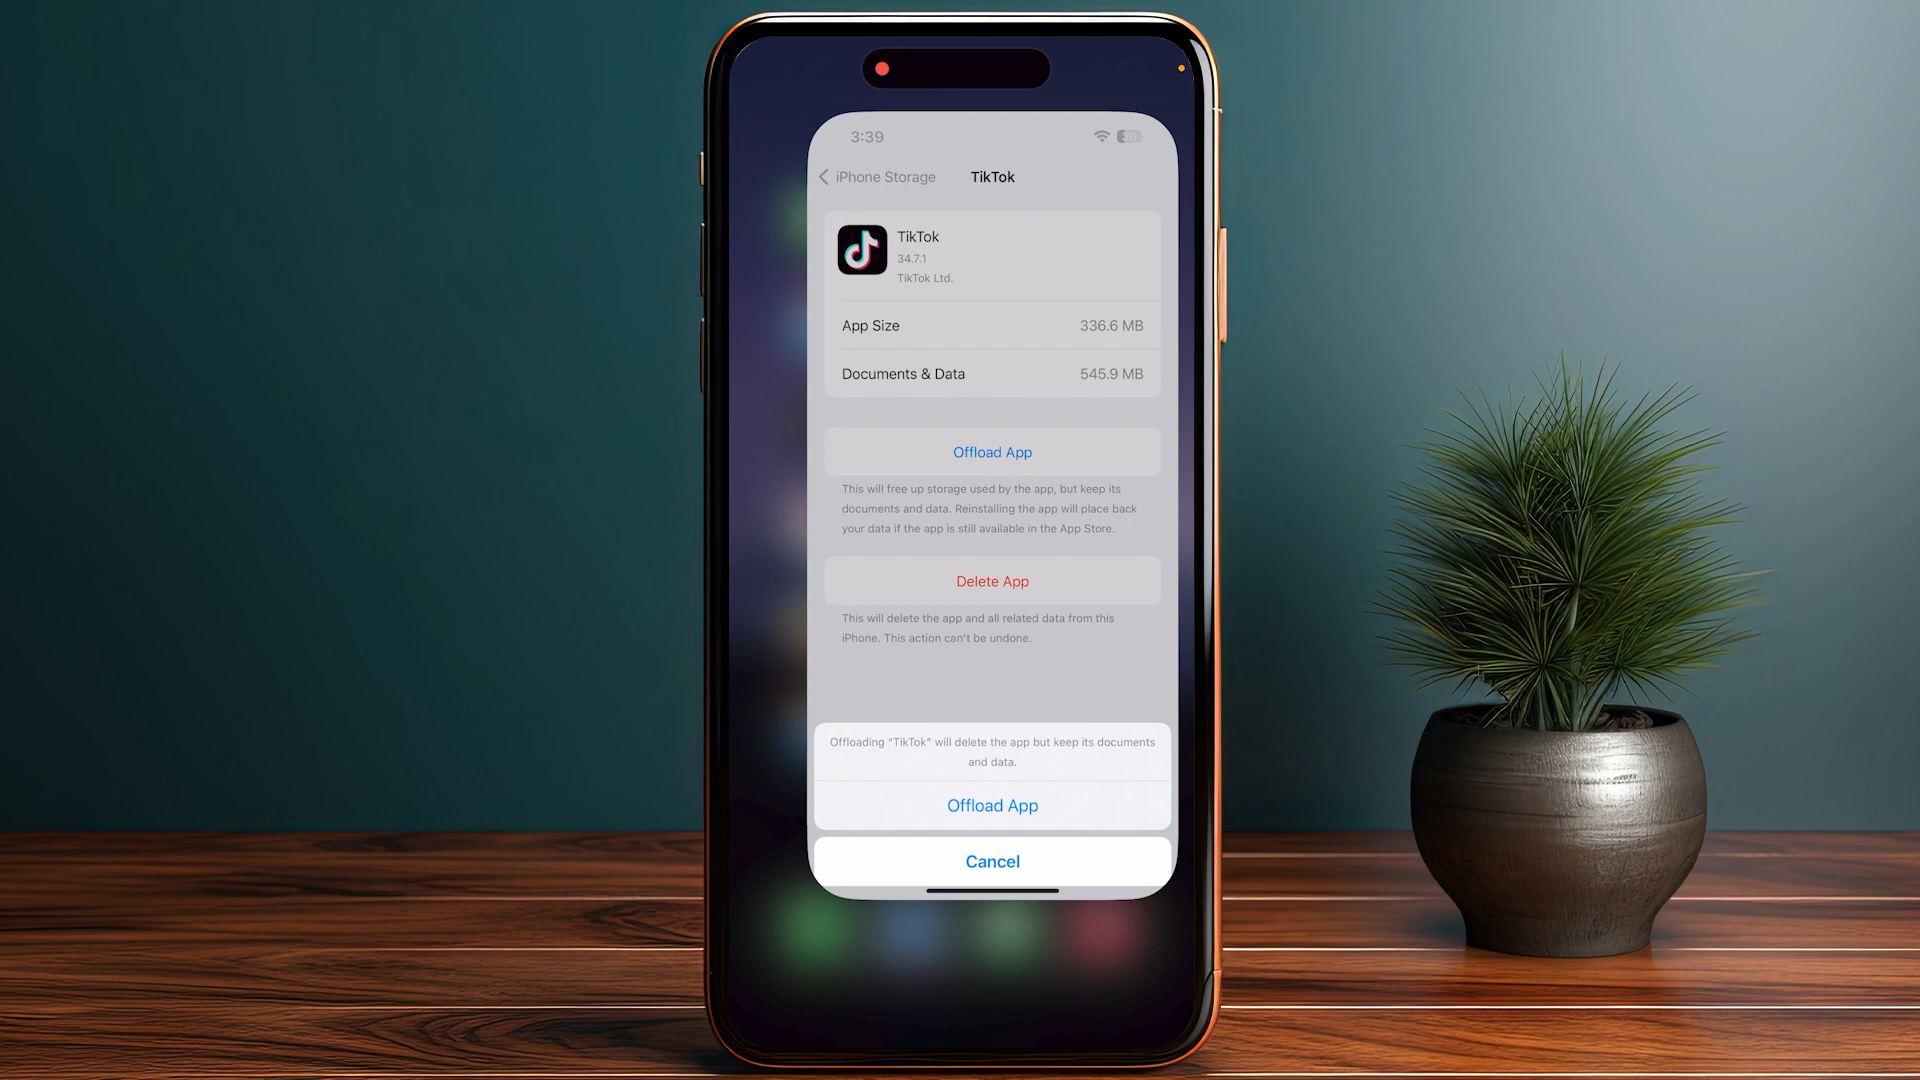 3:39
iPhone Storage
TikTok
TikTok
34.7.1
TikTok Ltd.
App Size
336.6 MB
Documents & Data
545.9 MB
Offload App
This will free up storage used by the app, but keep its
documents and data. Reinstalling the app will place back
your data if the app is still available in the App Store.
Delete App
This will delete the app and all related data from this
iPhone. This action can't be undone.
Offloading “TikTok” will delete the app but keep its documents
and data.
Offload App
Cancel